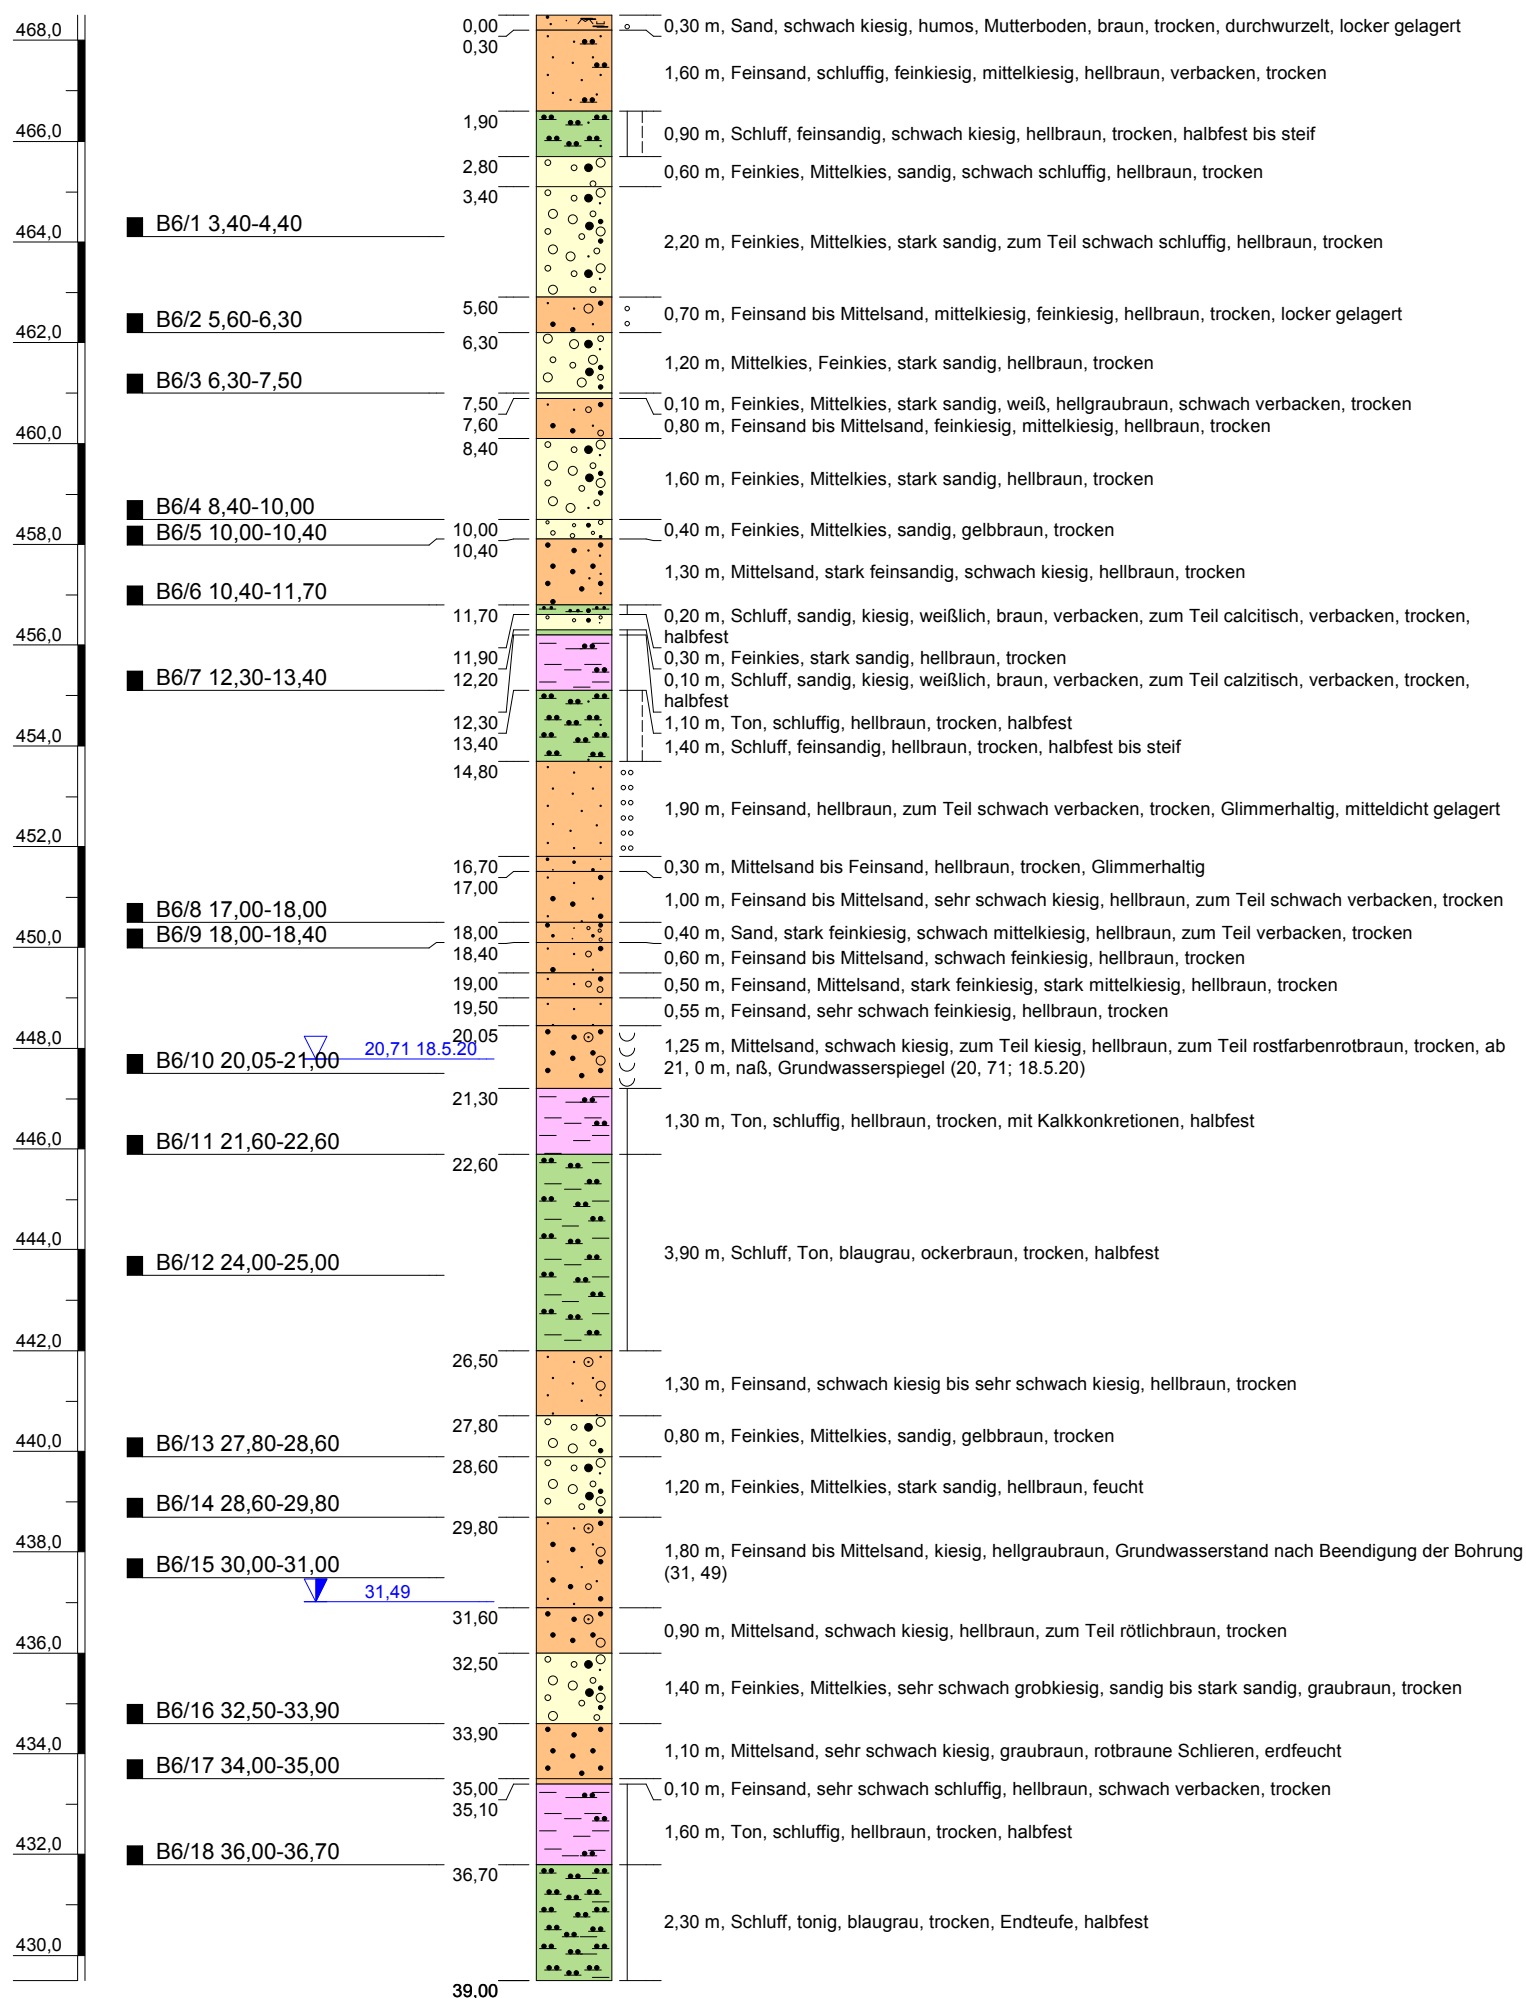 0,00
0,30 m, Sand, schwach kiesig, humos, Mutterboden, braun, trocken, durchwurzelt, locker gelagert
468,0
0,30
1,60 m, Feinsand, schluffig, feinkiesig, mittelkiesig, hellbraun, verbacken, trocken
1,90
466,0
0,90 m, Schluff, feinsandig, schwach kiesig, hellbraun, trocken, halbfest bis steif
2,80
0,60 m, Feinkies, Mittelkies, sandig, schwach schluffig, hellbraun, trocken
3,40
B6/1 3,40-4,40
464,0
2,20 m, Feinkies, Mittelkies, stark sandig, zum Teil schwach schluffig, hellbraun, trocken
5,60
0,70 m, Feinsand bis Mittelsand, mittelkiesig, feinkiesig, hellbraun, trocken, locker gelagert
B6/2 5,60-6,30
462,0
6,30
1,20 m, Mittelkies, Feinkies, stark sandig, hellbraun, trocken
B6/3 6,30-7,50
7,50
0,10 m, Feinkies, Mittelkies, stark sandig, weiß, hellgraubraun, schwach verbacken, trocken
7,60
0,80 m, Feinsand bis Mittelsand, feinkiesig, mittelkiesig, hellbraun, trocken
460,0
8,40
1,60 m, Feinkies, Mittelkies, stark sandig, hellbraun, trocken
B6/4 8,40-10,00
B6/5 10,00-10,40
458,0
10,00
0,40 m, Feinkies, Mittelkies, sandig, gelbbraun, trocken
10,40
1,30 m, Mittelsand, stark feinsandig, schwach kiesig, hellbraun, trocken
B6/6 10,40-11,70
11,70
0,20 m, Schluff, sandig, kiesig, weißlich, braun, verbacken, zum Teil calcitisch, verbacken, trocken,
halbfest
456,0
11,90
0,30 m, Feinkies, stark sandig, hellbraun, trocken
B6/7 12,30-13,40
12,20
0,10 m, Schluff, sandig, kiesig, weißlich, braun, verbacken, zum Teil calzitisch, verbacken, trocken,
halbfest
12,30
1,10 m, Ton, schluffig, hellbraun, trocken, halbfest
454,0
13,40
1,40 m, Schluff, feinsandig, hellbraun, trocken, halbfest bis steif
14,80
1,90 m, Feinsand, hellbraun, zum Teil schwach verbacken, trocken, Glimmerhaltig, mitteldicht gelagert
452,0
16,70
0,30 m, Mittelsand bis Feinsand, hellbraun, trocken, Glimmerhaltig
17,00
1,00 m, Feinsand bis Mittelsand, sehr schwach kiesig, hellbraun, zum Teil schwach verbacken, trocken
B6/8 17,00-18,00
B6/9 18,00-18,40
450,0
18,00
0,40 m, Sand, stark feinkiesig, schwach mittelkiesig, hellbraun, zum Teil verbacken, trocken
18,40
0,60 m, Feinsand bis Mittelsand, schwach feinkiesig, hellbraun, trocken
19,00
0,50 m, Feinsand, Mittelsand, stark feinkiesig, stark mittelkiesig, hellbraun, trocken
19,50
0,55 m, Feinsand, sehr schwach feinkiesig, hellbraun, trocken
448,0
20,05
20,71 18.5.20
B6/10 20,05-21,00
1,25 m, Mittelsand, schwach kiesig, zum Teil kiesig, hellbraun, zum Teil rostfarbenrotbraun, trocken, ab
21, 0 m, naß, Grundwasserspiegel (20, 71; 18.5.20)
21,30
1,30 m, Ton, schluffig, hellbraun, trocken, mit Kalkkonkretionen, halbfest
446,0
B6/11 21,60-22,60
22,60
444,0
3,90 m, Schluff, Ton, blaugrau, ockerbraun, trocken, halbfest
B6/12 24,00-25,00
442,0
26,50
1,30 m, Feinsand, schwach kiesig bis sehr schwach kiesig, hellbraun, trocken
27,80
0,80 m, Feinkies, Mittelkies, sandig, gelbbraun, trocken
440,0
B6/13 27,80-28,60
28,60
1,20 m, Feinkies, Mittelkies, stark sandig, hellbraun, feucht
B6/14 28,60-29,80
29,80
438,0
1,80 m, Feinsand bis Mittelsand, kiesig, hellgraubraun, Grundwasserstand nach Beendigung der Bohrung
(31, 49)
B6/15 30,00-31,00
31,49
31,60
0,90 m, Mittelsand, schwach kiesig, hellbraun, zum Teil rötlichbraun, trocken
436,0
32,50
1,40 m, Feinkies, Mittelkies, sehr schwach grobkiesig, sandig bis stark sandig, graubraun, trocken
B6/16 32,50-33,90
33,90
434,0
1,10 m, Mittelsand, sehr schwach kiesig, graubraun, rotbraune Schlieren, erdfeucht
B6/17 34,00-35,00
35,00
0,10 m, Feinsand, sehr schwach schluffig, hellbraun, schwach verbacken, trocken
35,10
1,60 m, Ton, schluffig, hellbraun, trocken, halbfest
432,0
B6/18 36,00-36,70
36,70
2,30 m, Schluff, tonig, blaugrau, trocken, Endteufe, halbfest
430,0
39,00